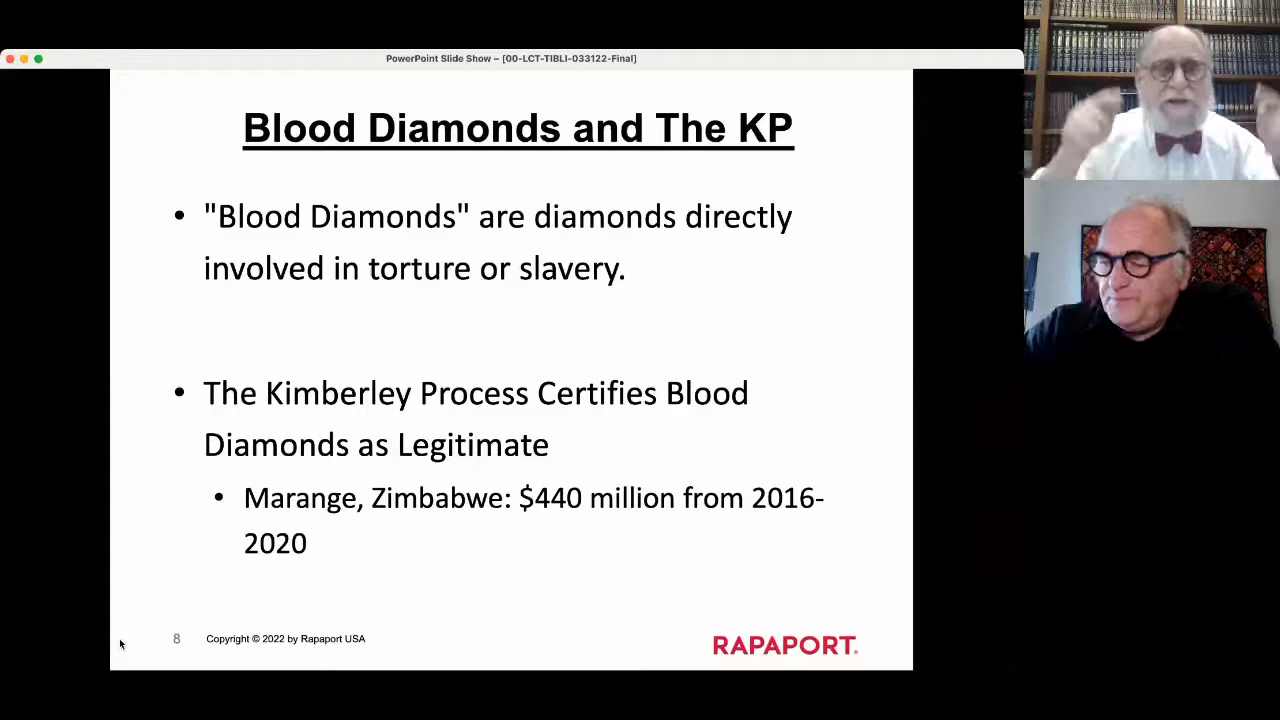 PowerPoint Slide Show – [00-LCT-TIBLI-033122-Final]
Blood Diamonds and The KP
• "Blood Diamonds" are diamonds directly
involved in torture or slavery.
• The Kimberley Process Certifies Blood
Diamonds as Legitimate
• Marange, Zimbabwe: $440 million from 2016-
2020
8 Copyright © 2022 by Rapaport USA
RAPAPORT®